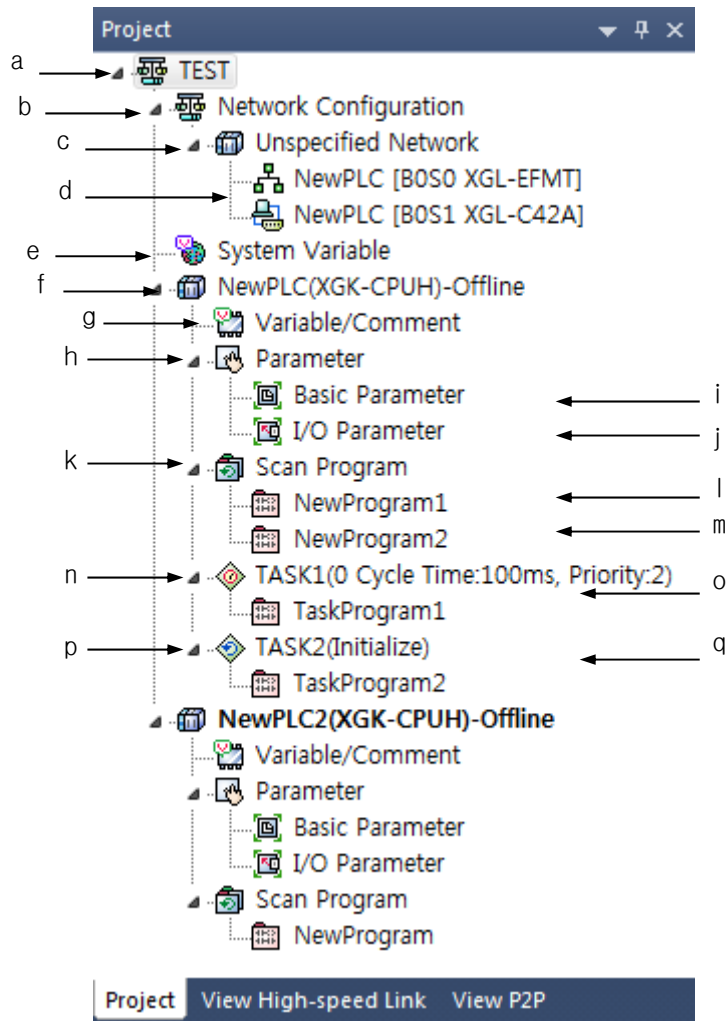 Project
a TEST
b Network Configuration
c Unspecified Network
d NewPLC [B0S0 XGL-EFMT]
NewPLC [B0S1 XGL-C42A]
e System Variable
f NewPLC(XGK-CPUH)-Offline
g Variable/Comment
h Parameter
Basic Parameter i
I/O Parameter j
k Scan Program
NewProgram1 l
NewProgram2 m
n TASK1(0 Cycle Time:100ms, Priority:2)
TaskProgram1 o
p TASK2(Initialize)
TaskProgram2 q
NewPLC2(XGK-CPUH)-Offline
Variable/Comment
Parameter
Basic Parameter
I/O Parameter
Scan Program
NewProgram
Project View High-speed Link View P2P